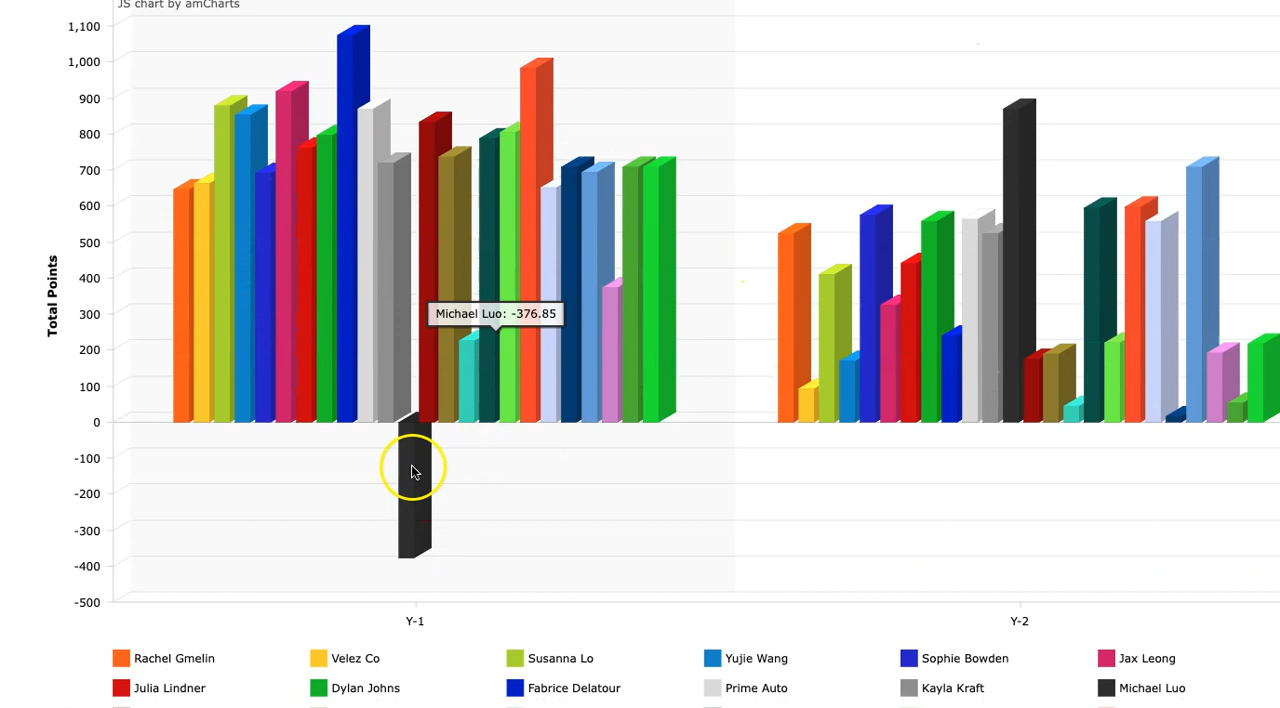 JS chart by amCharts
1,100
1,000
900
800
700
600
500
400
300
200
100
0
-100
-200
-300
-400
-500
Total Points
Michael Luo: -376.85
Y-1 Y-2
Rachel Gmelin Velez Co Susanna Lo Yujie Wang Sophie Bowden Jax Leong
Julia Lindner Dylan Johns Fabrice Delatour Prime Auto Kayla Kraft Michael Luo